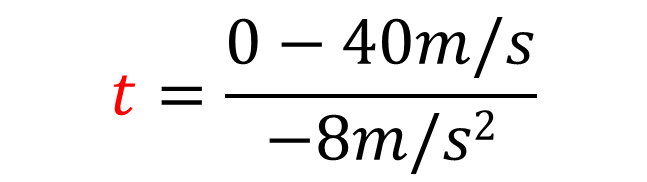 t = (0 − 40m/s) / (−8m/s²)